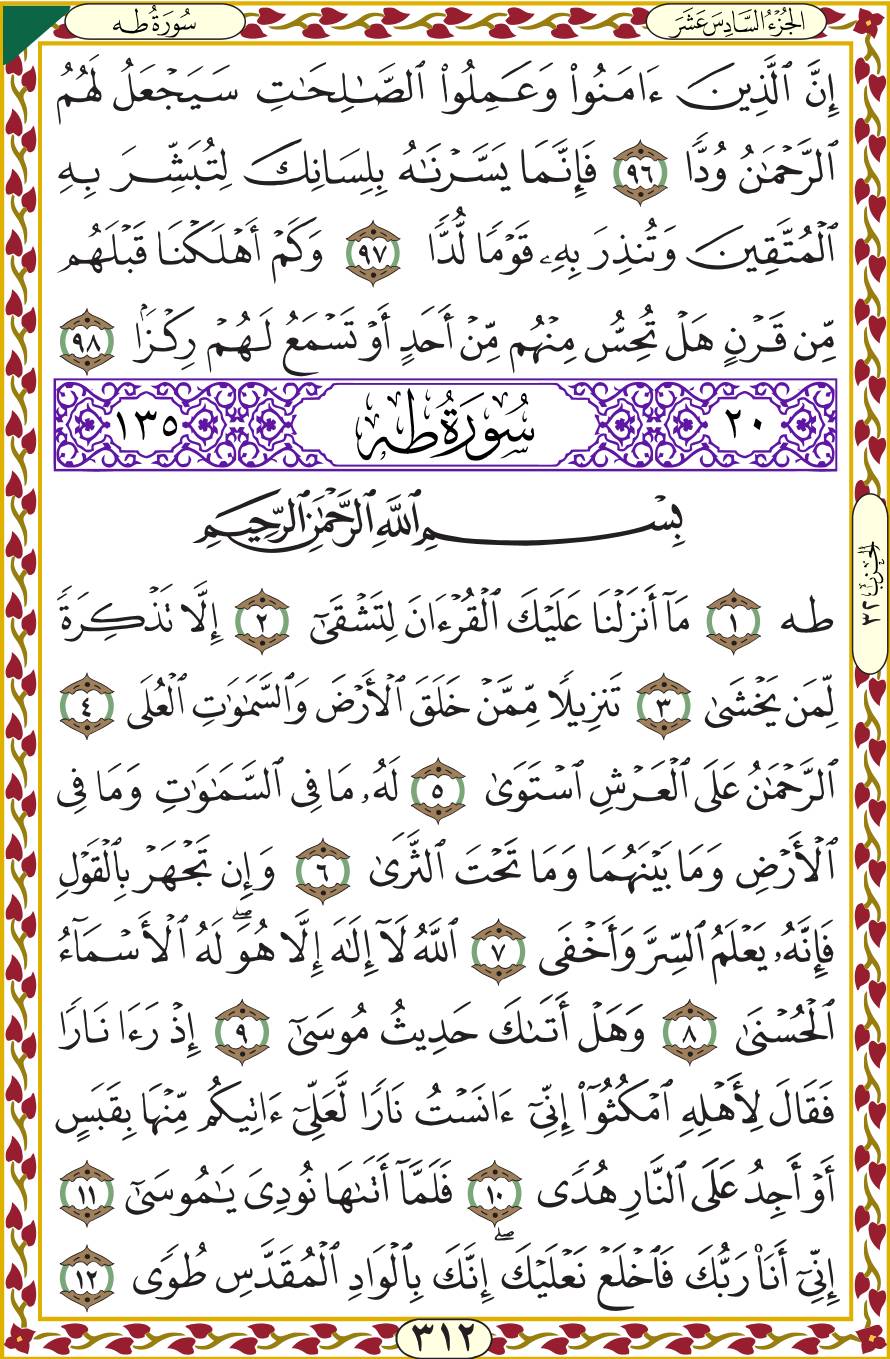 سُورَةُ طه
الجُزْءُ السَّادِسَ عَشَرَ
إِنَّ ٱلَّذِينَ ءَامَنُوا۟ وَعَمِلُوا۟ ٱلصَّـٰلِحَـٰتِ سَيَجْعَلُ لَهُمُ
ٱلرَّحْمَـٰنُ وُدًّا ٩٦ فَإِنَّمَا يَسَّرْنَـٰهُ بِلِسَانِكَ لِتُبَشِّرَ بِهِ
ٱلْمُتَّقِينَ وَتُنذِرَ بِهِۦ قَوْمًا لُّدًّا ٩٧ وَكَمْ أَهْلَكْنَا قَبْلَهُم
مِّن قَرْنٍ هَلْ تُحِسُّ مِنْهُم مِّنْ أَحَدٍ أَوْ تَسْمَعُ لَهُمْ رِكْزًۢا ٩٨
٢٠ سُورَةُ طه ١٣٥
بِسْمِ ٱللَّهِ ٱلرَّحْمَـٰنِ ٱلرَّحِيمِ
طه ١ مَآ أَنزَلْنَا عَلَيْكَ ٱلْقُرْءَانَ لِتَشْقَىٰٓ ٢ إِلَّا تَذْكِرَةً
لِّمَن يَخْشَىٰ ٣ تَنزِيلًا مِّمَّنْ خَلَقَ ٱلْأَرْضَ وَٱلسَّمَـٰوَٰتِ ٱلْعُلَى ٤
ٱلرَّحْمَـٰنُ عَلَى ٱلْعَرْشِ ٱسْتَوَىٰ ٥ لَهُۥ مَا فِى ٱلسَّمَـٰوَٰتِ وَمَا فِى
ٱلْأَرْضِ وَمَا بَيْنَهُمَا وَمَا تَحْتَ ٱلثَّرَىٰ ٦ وَإِن تَجْهَرْ بِٱلْقَوْلِ
فَإِنَّهُۥ يَعْلَمُ ٱلسِّرَّ وَأَخْفَى ٧ ٱللَّهُ لَآ إِلَـٰهَ إِلَّا هُوَ ۖ لَهُ ٱلْأَسْمَآءُ
ٱلْحُسْنَىٰ ٨ وَهَلْ أَتَىٰكَ حَدِيثُ مُوسَىٰٓ ٩ إِذْ رَءَا نَارًا
فَقَالَ لِأَهْلِهِ ٱمْكُثُوٓا۟ إِنِّىٓ ءَانَسْتُ نَارًا لَّعَلِّىٓ ءَاتِيكُم مِّنْهَا بِقَبَسٍ
أَوْ أَجِدُ عَلَى ٱلنَّارِ هُدًى ١٠ فَلَمَّآ أَتَىٰهَا نُودِىَ يَـٰمُوسَىٰٓ ١١
إِنِّىٓ أَنَا۠ رَبُّكَ فَٱخْلَعْ نَعْلَيْكَ ۖ إِنَّكَ بِٱلْوَادِ ٱلْمُقَدَّسِ طُوًى ١٢
الحزب ٣٢
٣١٢